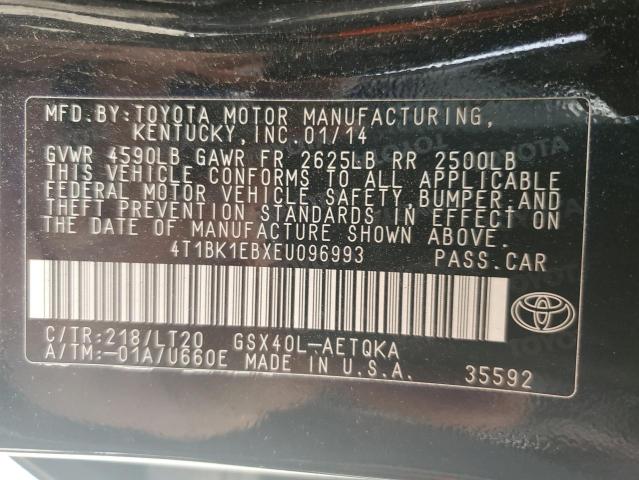 MFD.BY:TOYOTA MOTOR MANUFACTURING,
KENTUCKY, INC.01/14
GVWR 4590LB GAWR FR 2625LB RR 2500LB
THIS VEHICLE CONFORMS TO ALL APPLICABLE
FEDERAL MOTOR VEHICLE SAFETY,BUMPER,AND
THEFT PREVENTION STANDARDS IN EFFECT ON
THE DATE OF MANUFACTURE SHOWN ABOVE.
4T1BK1EBXEU096993 PASS.CAR
C/TR:218/LT20 GSX40L-AETQKA
A/TM:-01A/U660E MADE IN U.S.A. 35592